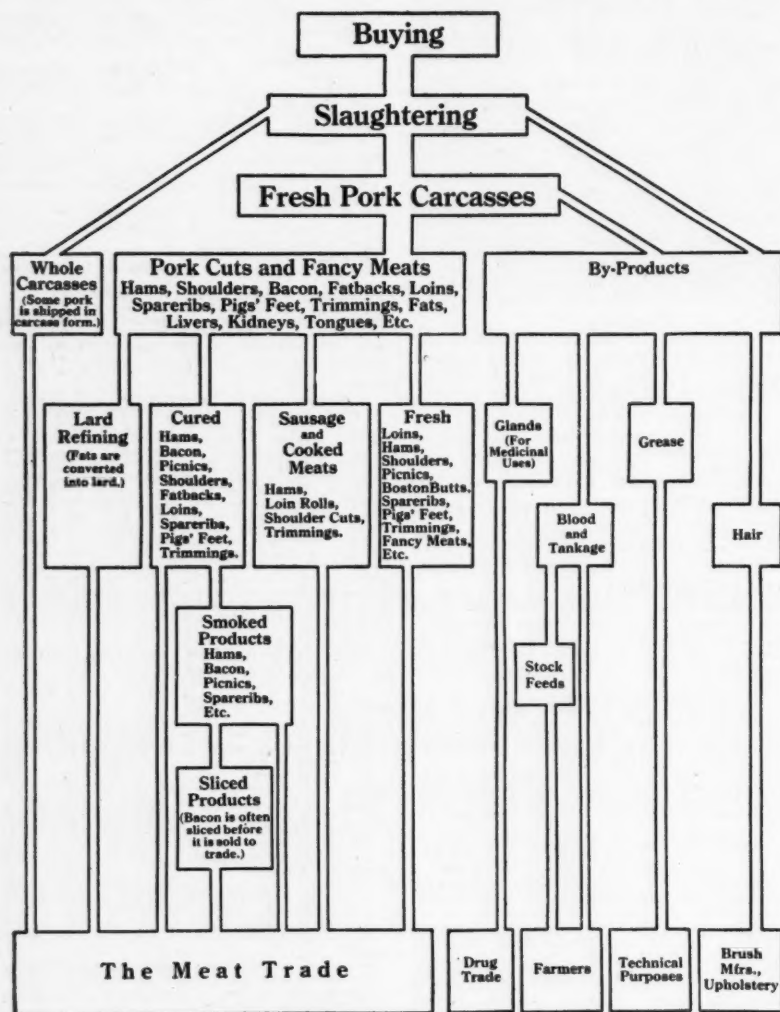 Buying
Slaughtering
Fresh Pork Carcasses
Whole
Carcasses
(Some pork
is shipped in
carcase form.)
Pork Cuts and Fancy Meats
Hams, Shoulders, Bacon, Fatbacks, Loins,
Spareribs, Pigs' Feet, Trimmings, Fats,
Livers, Kidneys, Tongues, Etc.
By-Products
Lard
Refining
(Fats are
converted
into lard.)
Cured
Hams,
Bacon,
Picnics,
Shoulders,
Fatbacks,
Loins,
Spareribs,
Pigs' Feet,
Trimmings.
Sausage
and
Cooked
Meats
Hams,
Loin Rolls,
Shoulder Cuts,
Trimmings.
Fresh
Loins,
Hams,
Shoulders,
Picnics,
BostonButts,
Spareribs,
Pigs' Feet,
Trimmings,
Fancy Meats,
Etc.
Glands
(For
Medicinal
Uses)
Grease
Blood
and
Tankage
Hair
Smoked
Products
Hams,
Bacon,
Picnics,
Spareribs,
Etc.
Stock
Feeds
Sliced
Products
(Bacon is often
sliced before
it is sold to
trade.)
The Meat Trade
Drug
Trade
Farmers
Technical
Purposes
Brush
Mfrs.,
Upholstery